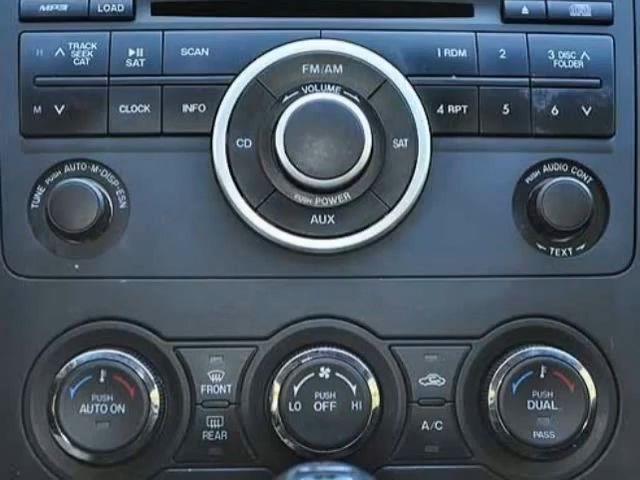 MP3 LOAD
H TRACK SEEK CAT
SAT
SCAN
1 RDM
2
3 DISC FOLDER
M
CLOCK
INFO
4 RPT
5
6
FM/AM
VOLUME
CD
SAT
PUSH POWER
AUX
TUNE PUSH AUTO-M·DISP·ESN
PUSH AUDIO CONT
TEXT
PUSH
AUTO ON
FRONT
REAR
PUSH
LO OFF HI
A/C
PUSH
DUAL
PASS